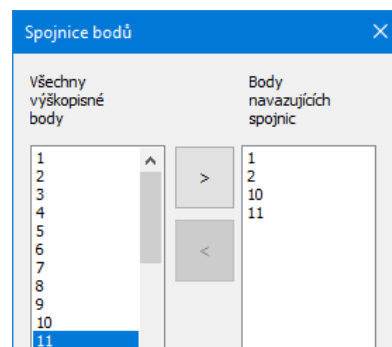 Spojnice bodů
Všechny
výškopisné
body
Body
navazujících
spojnic
1
2
3
4
5
6
7
8
9
10
11
>
<
1
2
10
11